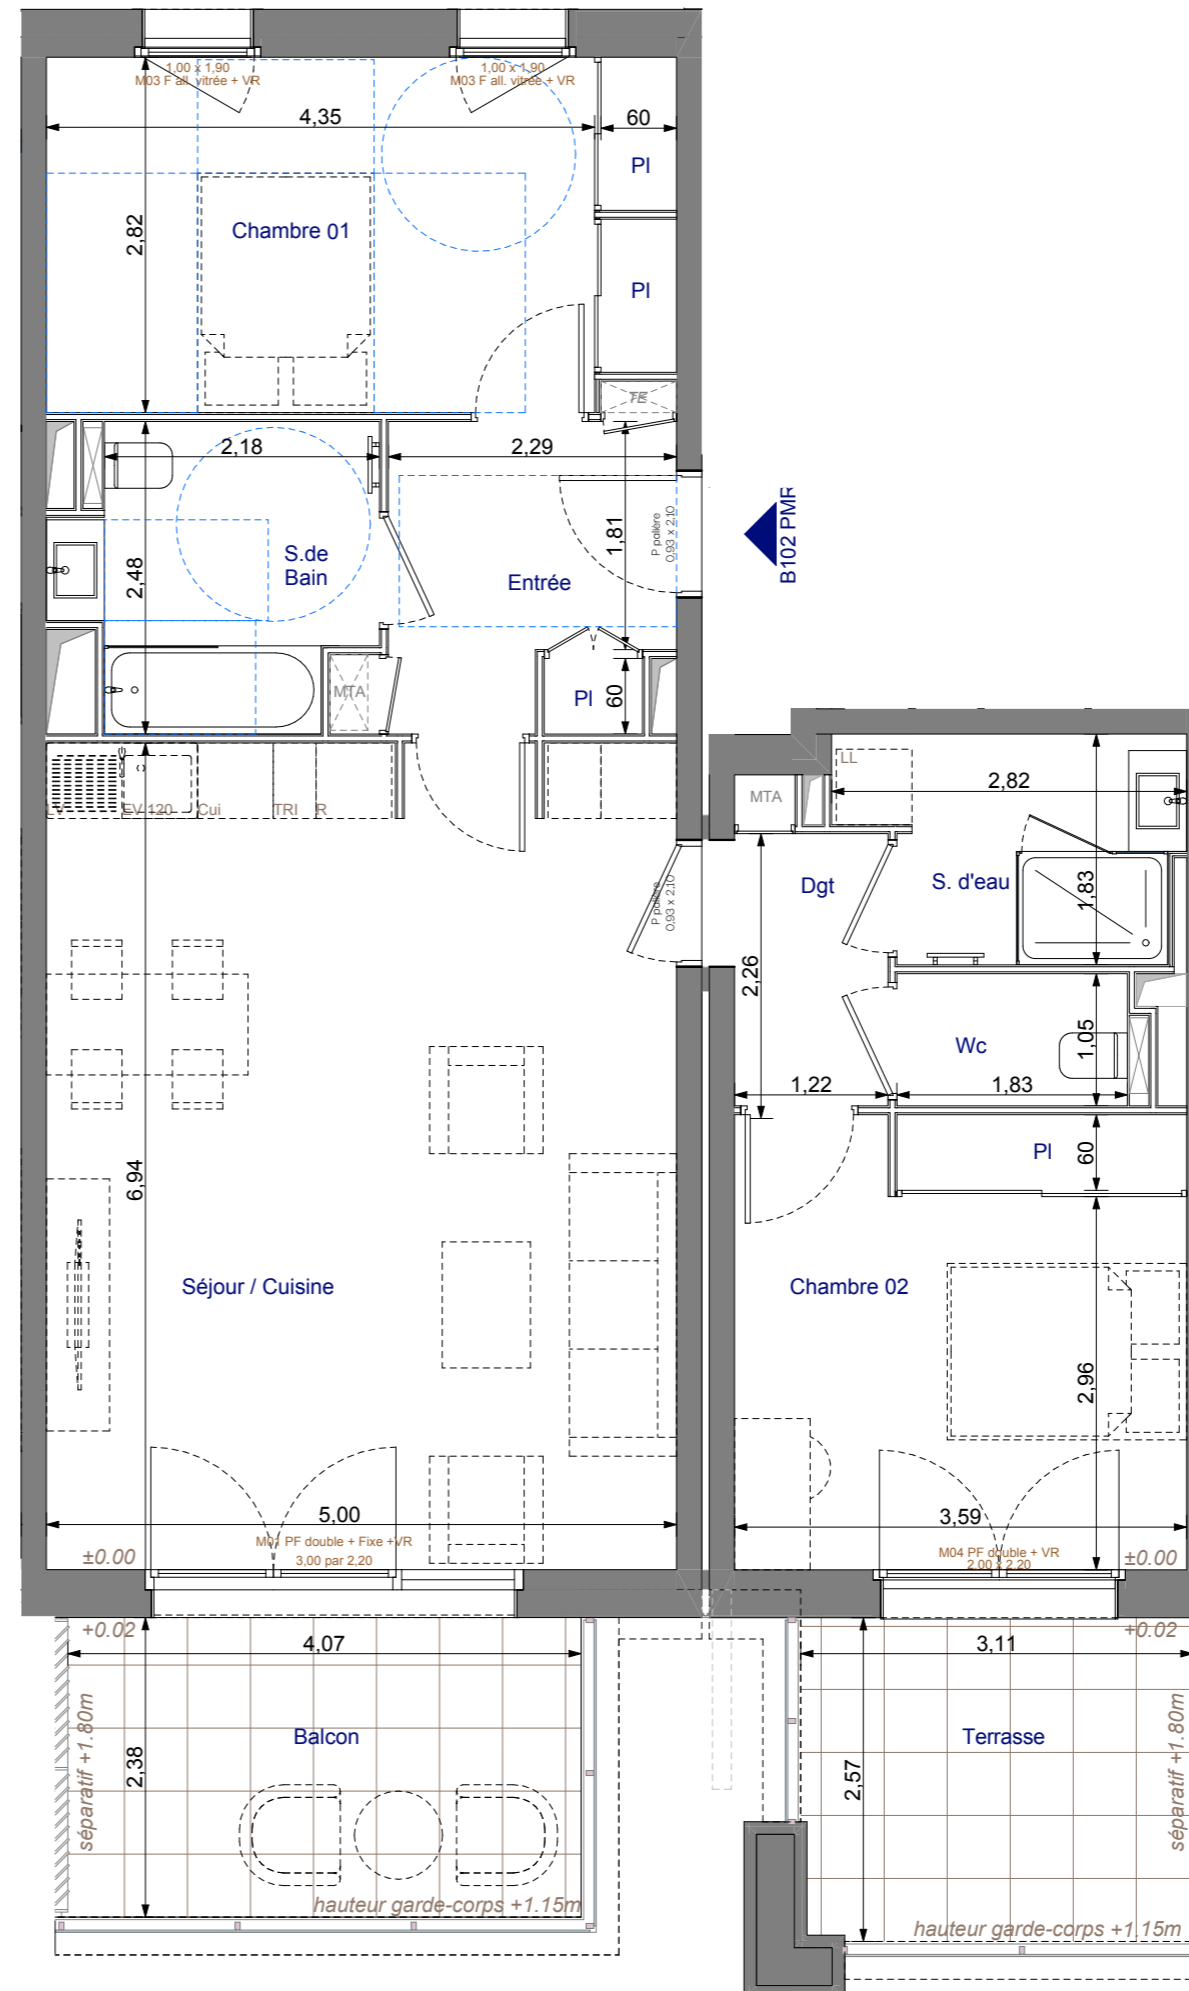 1,00 x 1,90
M03 F all. vitrée + VR
1,00 x 1,90
M03 F all. vitrée + VR
4,35
60
Pl
Chambre 01
2,82
Pl
TE
2,18
2,29
1,81
P palière
0,93 x 2,10
B102 PMR
S.de
Bain
2,48
Entrée
MTA
Pl
60
LV
EV 120
Cui
TRI
R
LL
2,82
MTA
Dgt
S. d'eau
1,83
P palière
0,93 x 2,10
2,26
Wc
1,05
1,22
1,83
Pl
60
6,94
Séjour / Cuisine
Chambre 02
2,96
5,00
M01 PF double + Fixe +VR
3,00 par 2,20
±0.00
3,59
M04 PF double + VR
2,00 x 2,20
±0.00
+0.02
4,07
3,11
+0.02
séparatif +1.80m
Balcon
2,38
Terrasse
2,57
séparatif +1.80m
hauteur garde-corps +1.15m
hauteur garde-corps +1.15m